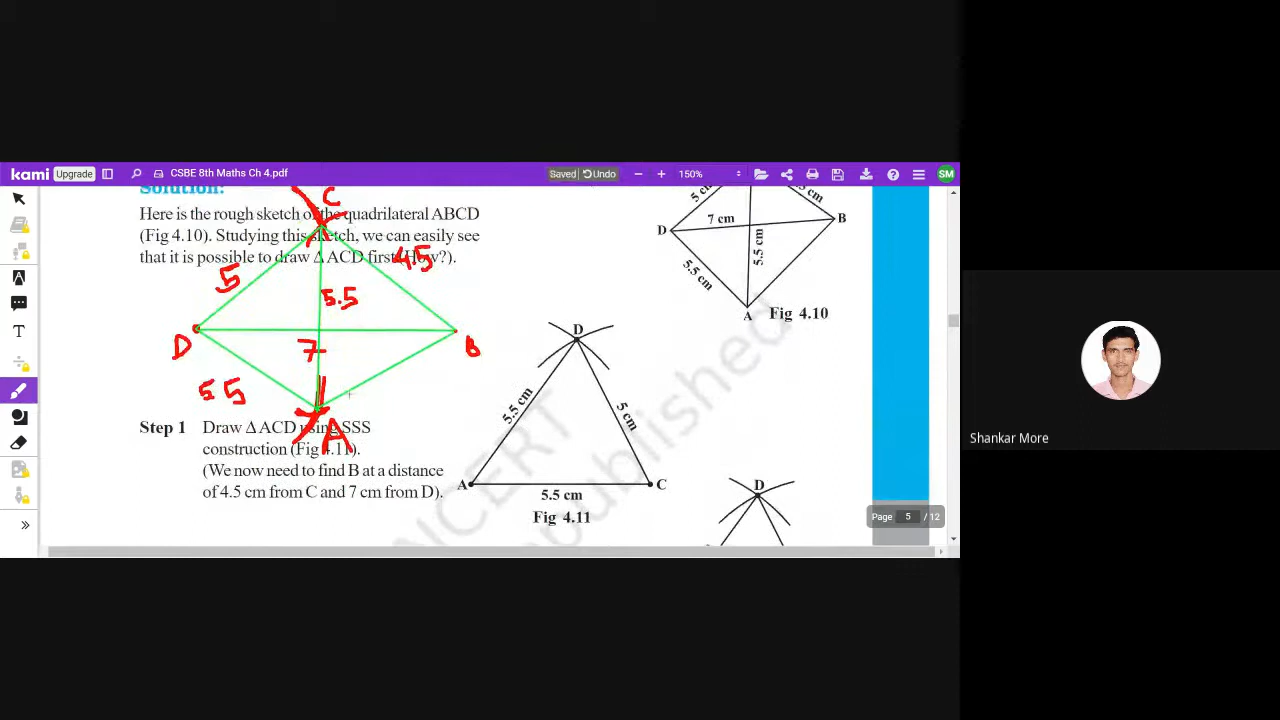 kami Upgrade CSBE 8th Maths Ch 4.pdf Saved Undo 150% SM
Solution:
Here is the rough sketch of the quadrilateral ABCD
(Fig 4.10). Studying this sketch, we can easily see
that it is possible to draw Δ ACD first (How?).
C
5
4.5
5.5
D
7
B
5 5
A
Step 1 Draw Δ ACD using SSS
construction (Fig 4.11).
(We now need to find B at a distance
of 4.5 cm from C and 7 cm from D).
5 cm
7 cm
D
B
5.5 cm
5.5 cm
A
Fig 4.10
D
5.5 cm
5 cm
A
C
5.5 cm
Fig 4.11
D
NCERT
Page 5 / 12
Shankar More
T
A